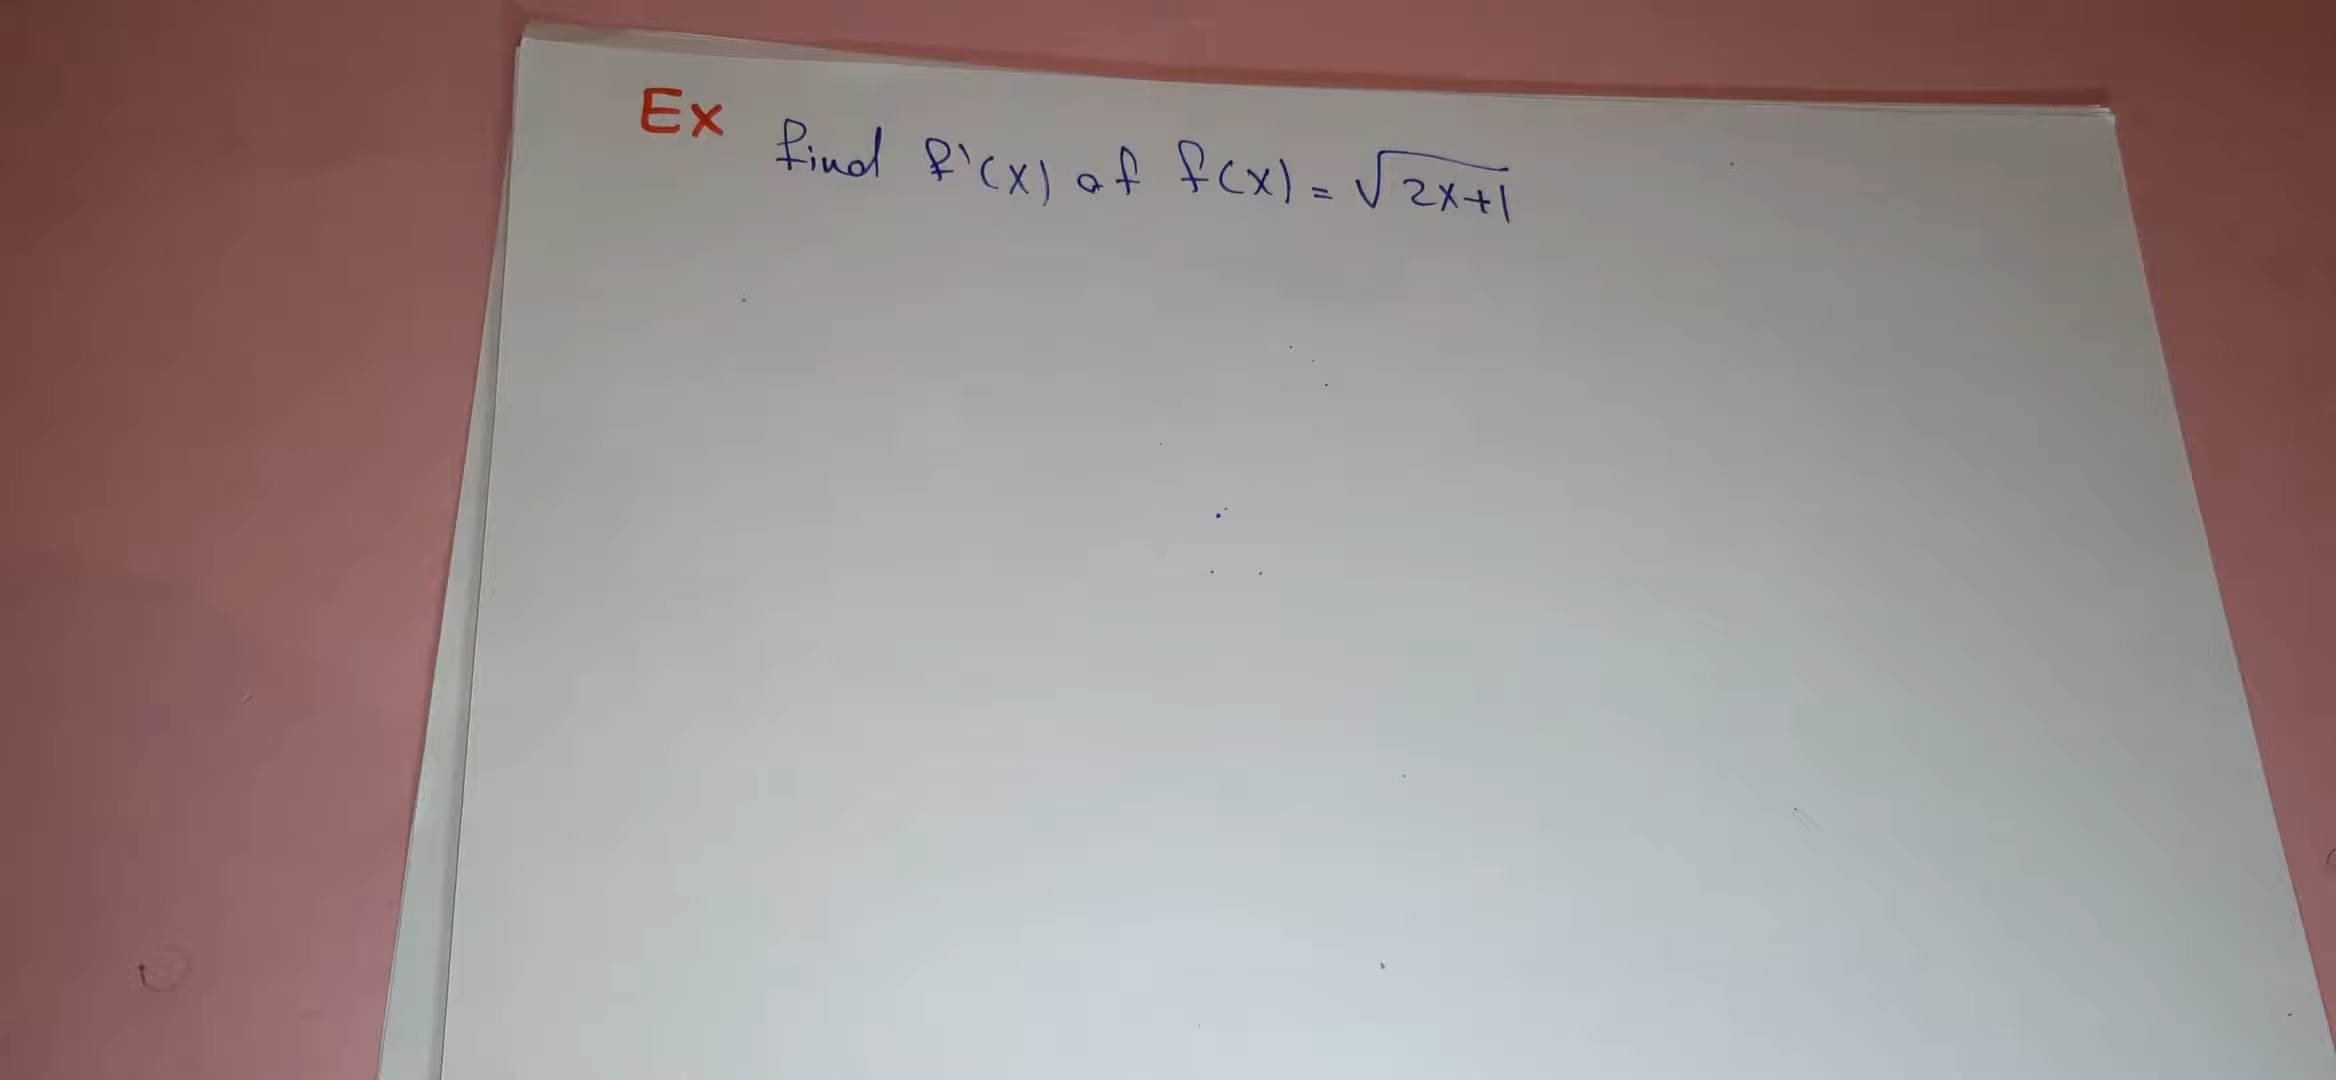 Ex find f'(x) of f(x) = √2x+1